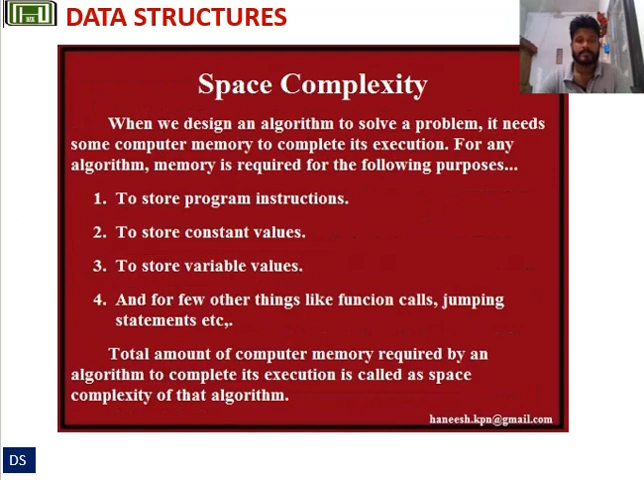 DATA STRUCTURES
Space Complexity
When we design an algorithm to solve a problem, it needs
some computer memory to complete its execution. For any
algorithm, memory is required for the following purposes...
1. To store program instructions.
2. To store constant values.
3. To store variable values.
4. And for few other things like funcion calls, jumping
statements etc,.
Total amount of computer memory required by an
algorithm to complete its execution is called as space
complexity of that algorithm.
haneesh.kpn@gmail.com
DS